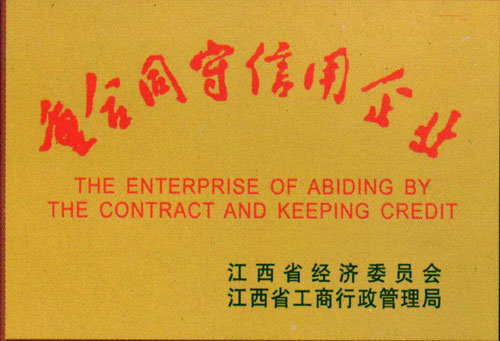 重合同守信用企业
THE ENTERPRISE OF ABIDING BY
THE CONTRACT AND KEEPING CREDIT
江西省经济委员会
江西省工商行政管理局